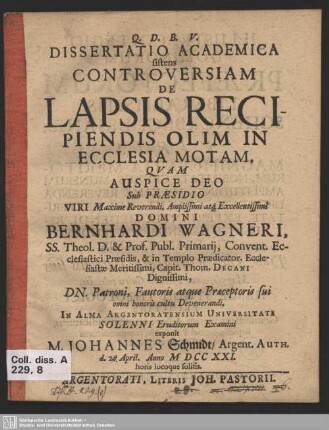 Q. D. B. V.
DISSERTATIO ACADEMICA
sistens
CONTROVERSIAM
DE
LAPSIS RECI-
PIENDIS OLIM IN
ECCLESIA MOTAM,
QVAM
AUSPICE DEO
Sub PRÆSIDIO
VIRI Maxime Reverendi, Amplissimi atq Excellentissimi
DOMINI
BERNHARDI WAGNERI,
SS. Theol. D. & Prof. Publ. Primarij, Convent. Ec-
clesiastici Præsidis, & in Templo Prædicator. Eccle-
siastæ Meritissimi, Capit. Thom. DECANI
Dignissimi,
DN. Patroni, Fautoris atque Præceptoris sui
omni honoris cultu Devenerandi,
IN ALMA ARGENTORATENSIUM UNIVERSITATE
SOLENNI Eruditorum Examini
exponit
M. JOHANNES Schmidt/ Argent. AUTH.
d. April. Anno M DCC XXI.
horis locoque solitis.
ARGENTORATI, LITERIS JOH. PASTORII.
Coll. diss. A
229, 8